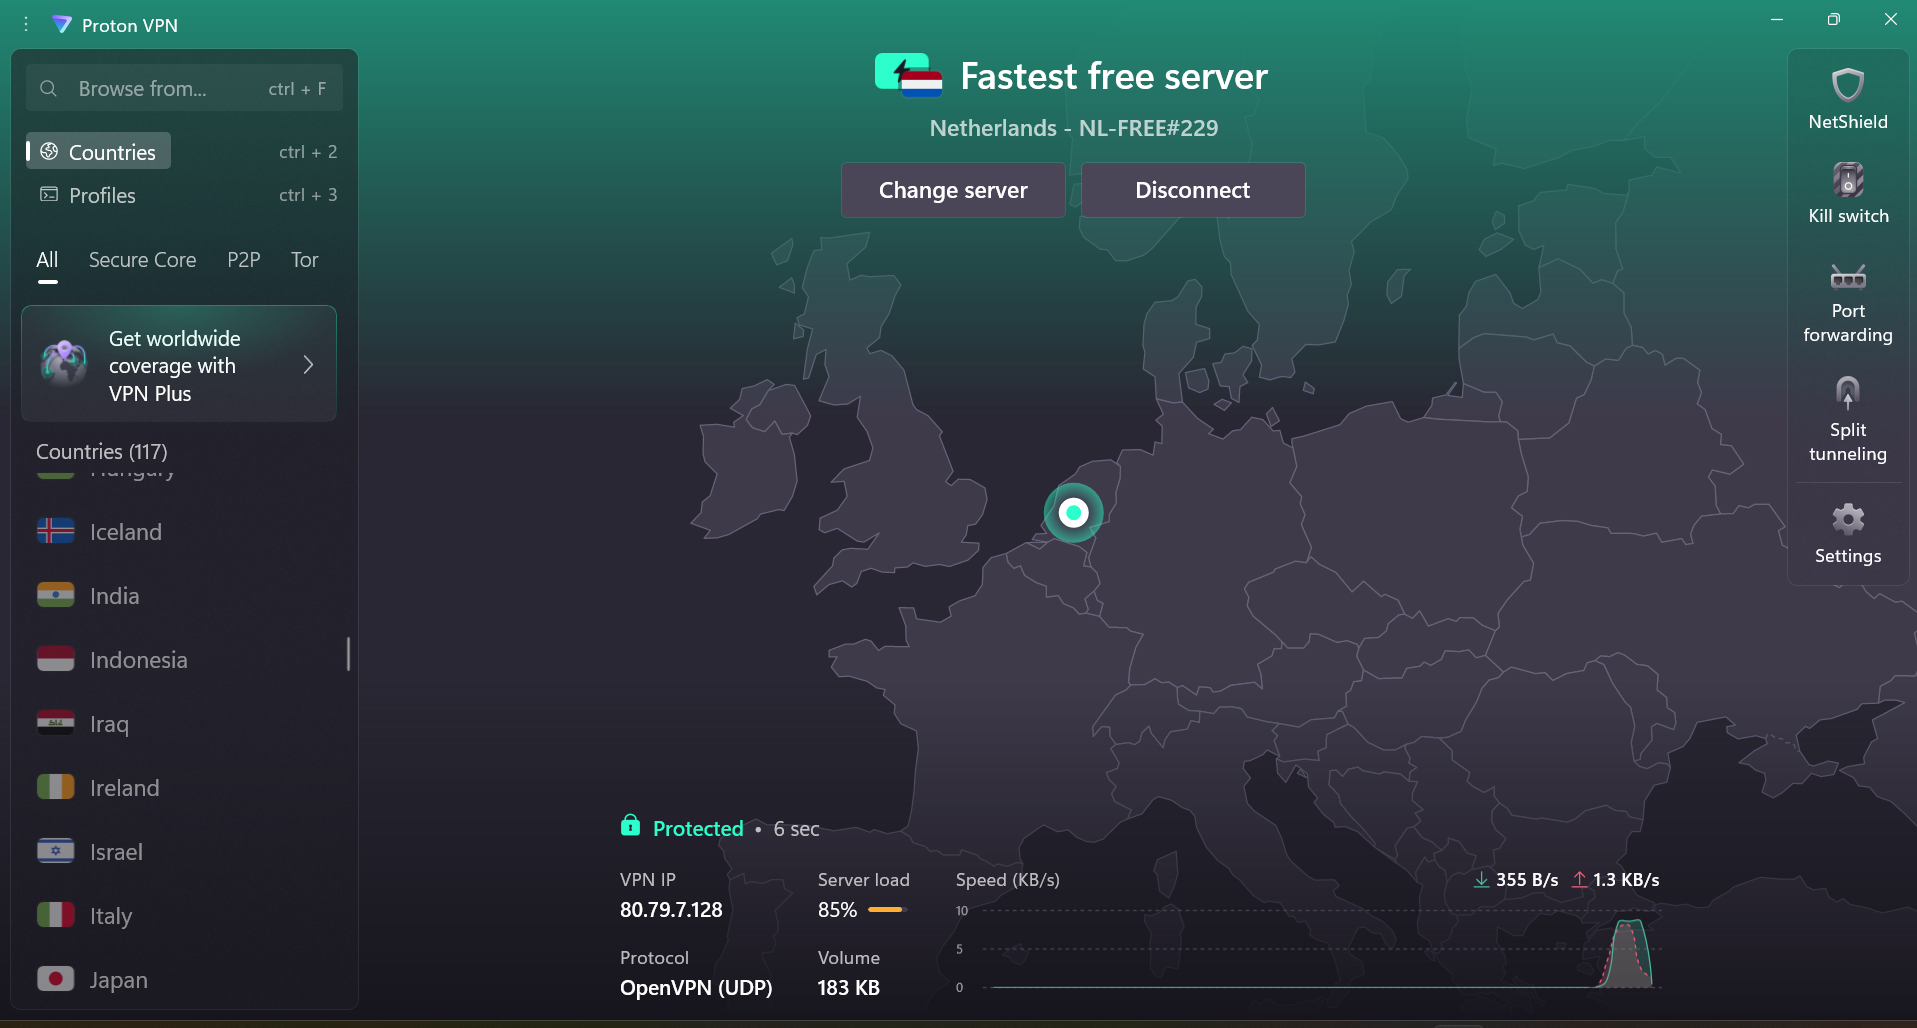 Proton VPN
Browse from...
ctrl + F
Countries
ctrl + 2
Profiles
ctrl + 3
All
Secure Core
P2P
Tor
Get worldwide
coverage with
VPN Plus
Countries (117)
Hungary
Iceland
India
Indonesia
Iraq
Ireland
Israel
Italy
Japan
Fastest free server
Netherlands - NL-FREE#229
Change server
Disconnect
Protected • 6 sec
VPN IP
80.79.7.128
Server load
85%
Protocol
OpenVPN (UDP)
Volume
183 KB
Speed (KB/s)
355 B/s
1.3 KB/s
10
5
0
NetShield
Kill switch
Port
forwarding
Split
tunneling
Settings